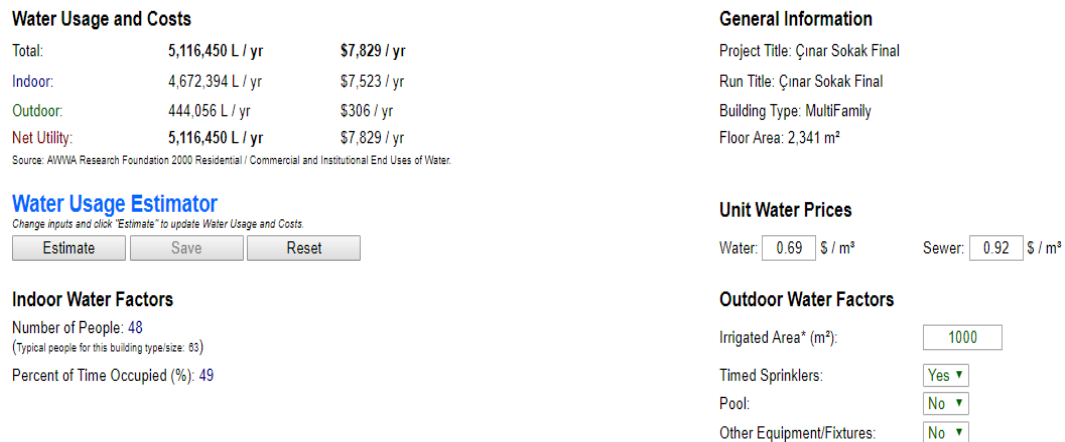 Water Usage and Costs
Total: 5,116,450 L / yr $7,829 / yr
Indoor: 4,672,394 L / yr $7,523 / yr
Outdoor: 444,056 L / yr $306 / yr
Net Utility: 5,116,450 L / yr $7,829 / yr
Source: AWWA Research Foundation 2000 Residential / Commercial and Institutional End Uses of Water.
General Information
Project Title: Çınar Sokak Final
Run Title: Çınar Sokak Final
Building Type: MultiFamily
Floor Area: 2,341 m²
Water Usage Estimator
Change inputs and click "Estimate" to update Water Usage and Costs.
Estimate Save Reset
Unit Water Prices
Water: 0.69 $ / m³ Sewer: 0.92 $ / m³
Indoor Water Factors
Number of People: 48
(Typical people for this building type/size: 63)
Percent of Time Occupied (%): 49
Outdoor Water Factors
Irrigated Area* (m²): 1000
Timed Sprinklers: Yes ▼
Pool: No ▼
Other Equipment/Fixtures: No ▼